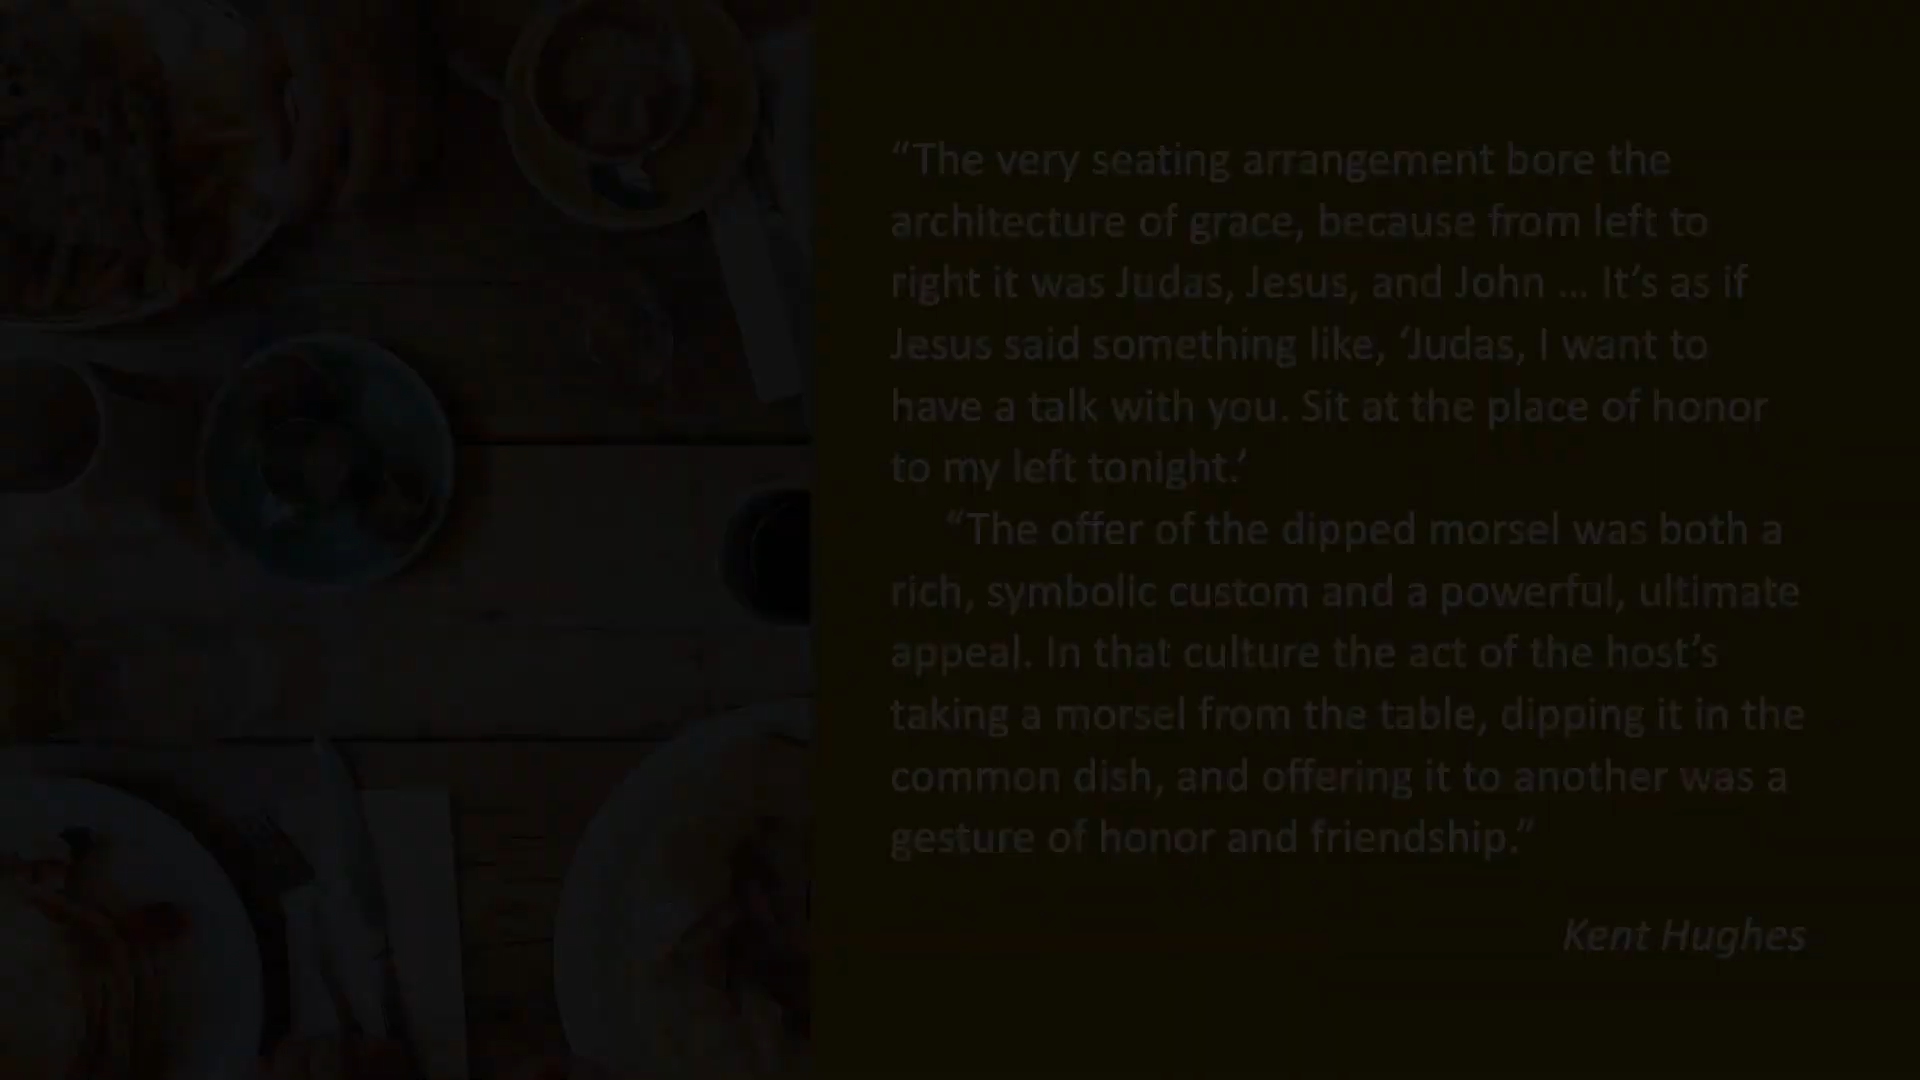 “The very seating arrangement bore the
architecture of grace, because from left to
right it was Judas, Jesus, and John ... It’s as if
Jesus said something like, ‘Judas, I want to
have a talk with you. Sit at the place of honor
to my left tonight.’
“The offer of the dipped morsel was both a
rich, symbolic custom and a powerful, ultimate
appeal. In that culture the act of the host’s
taking a morsel from the table, dipping it in the
common dish, and offering it to another was a
gesture of honor and friendship.”
Kent Hughes